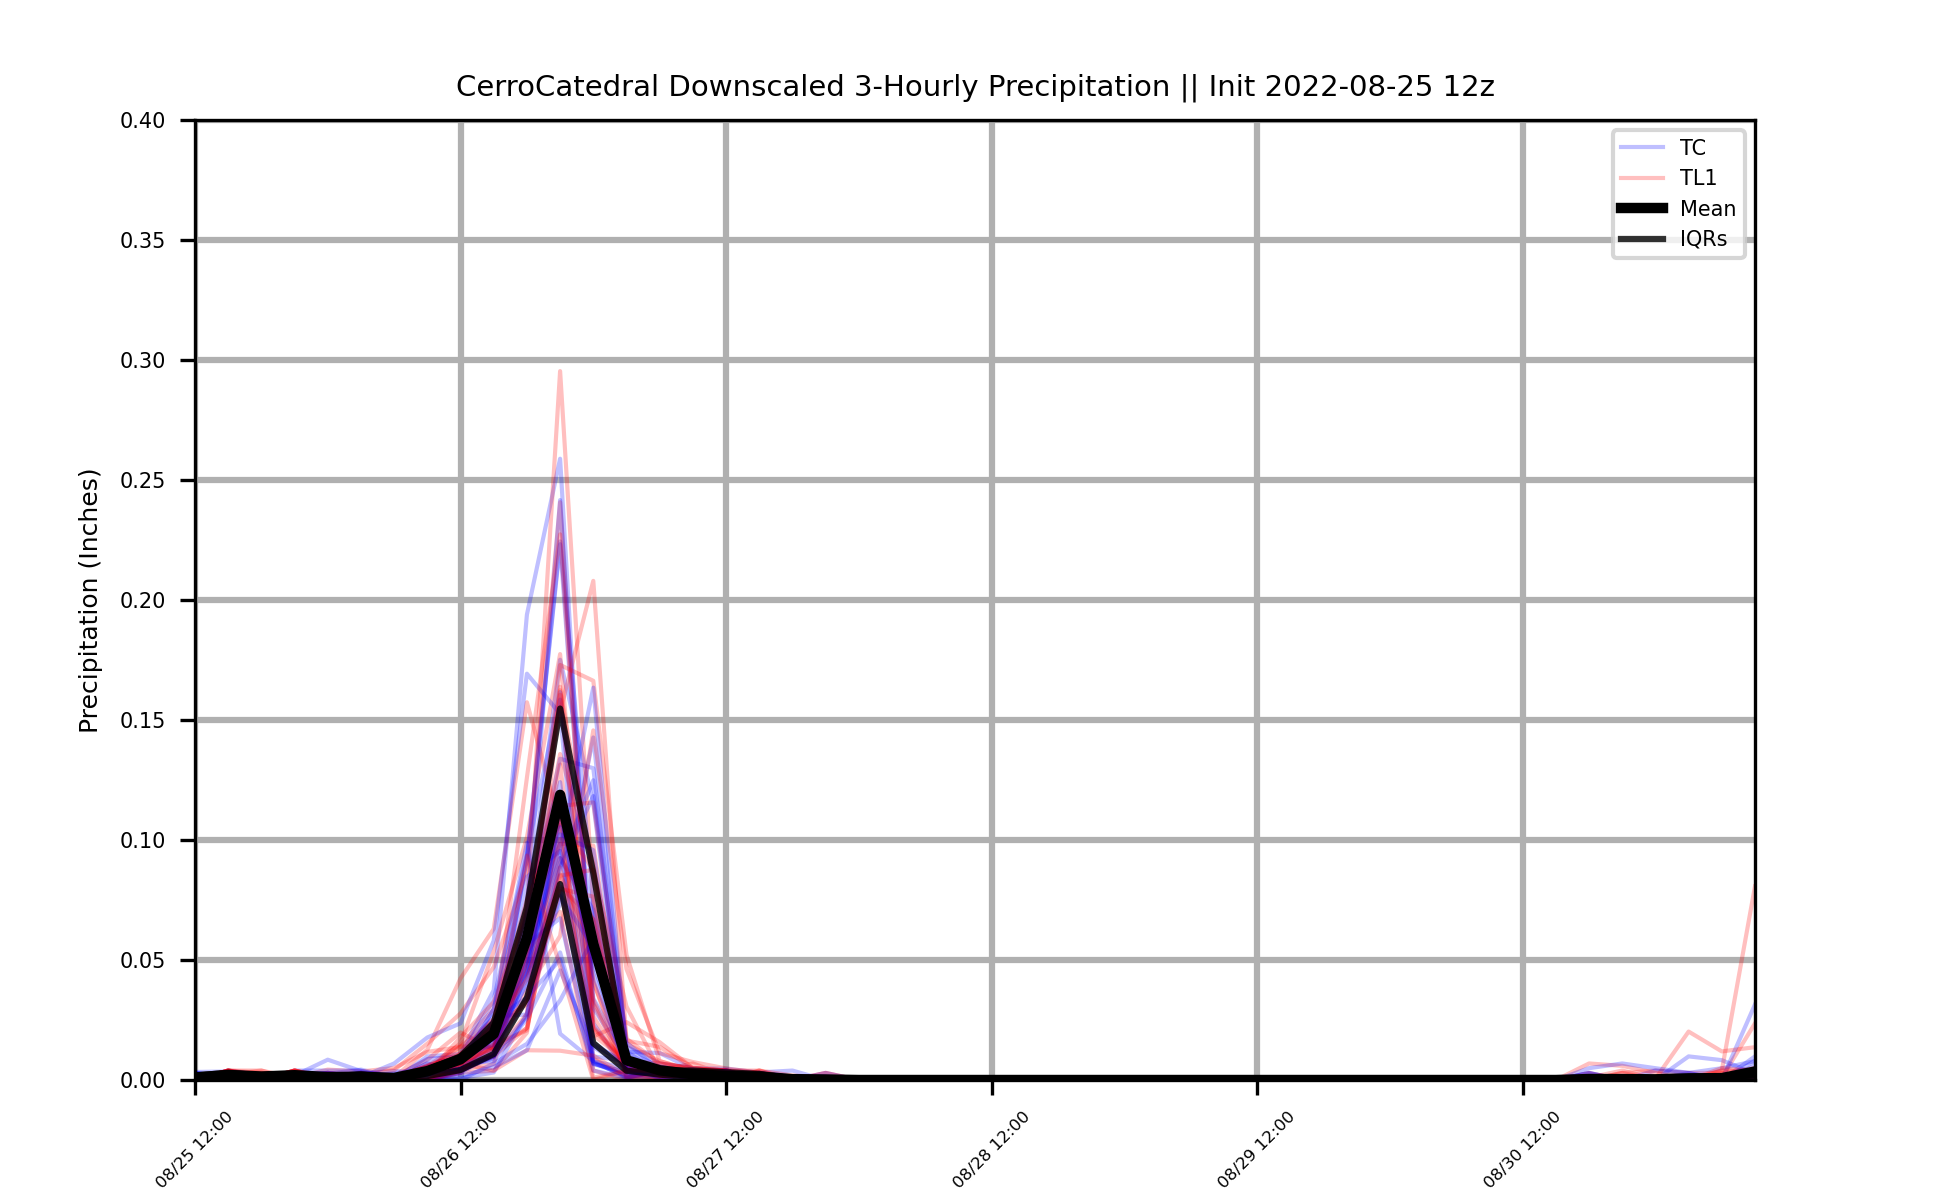 CerroCatedral Downscaled 3-Hourly Precipitation || Init 2022-08-25 12z
Precipitation (Inches)
0.40
0.35
0.30
0.25
0.20
0.15
0.10
0.05
0.00
TC
TL1
Mean
IQRs
08/25 12:00
08/26 12:00
08/27 12:00
08/28 12:00
08/29 12:00
08/30 12:00